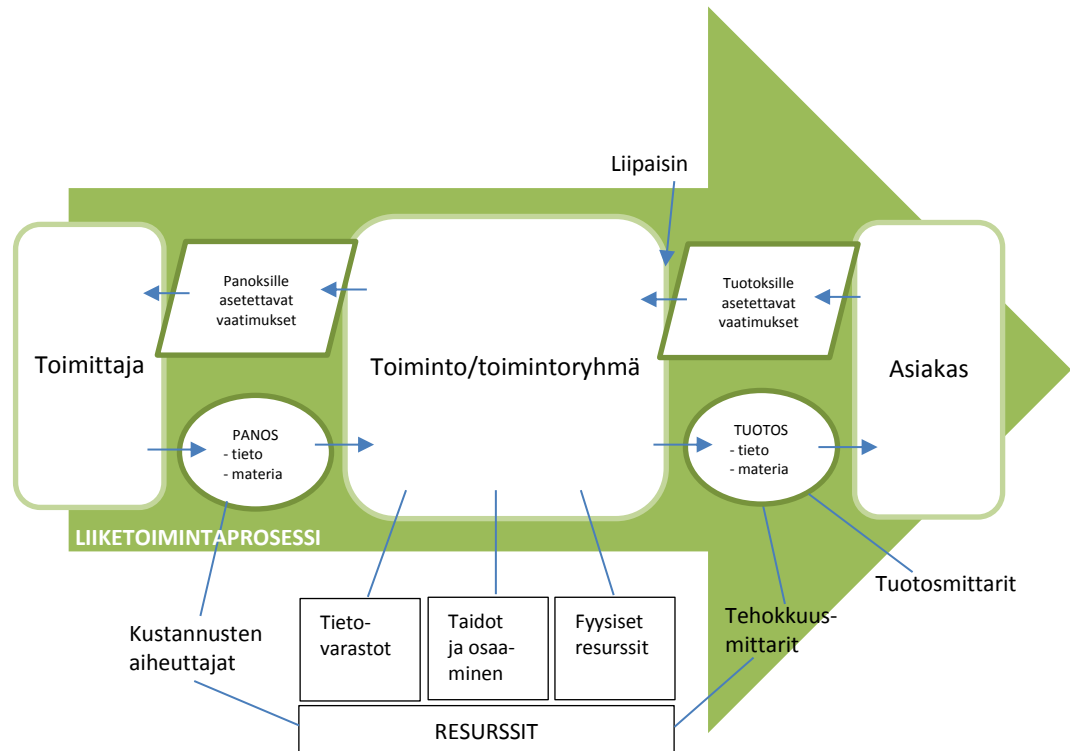 Liipaisin
Toimittaja
Panoksille
asetettavat
vaatimukset
Toiminto/toimintoryhmä
Tuotoksille
asetettavat
vaatimukset
Asiakas
PANOS
- tieto
- materia
TUOTOS
- tieto
- materia
LIIKETOIMINTAPROSESSI
Kustannusten
aiheuttajat
Tieto-
varastot
Taidot
ja osaa-
minen
Fyysiset
resurssit
Tehokkuus-
mittarit
Tuotosmittarit
RESURSSIT